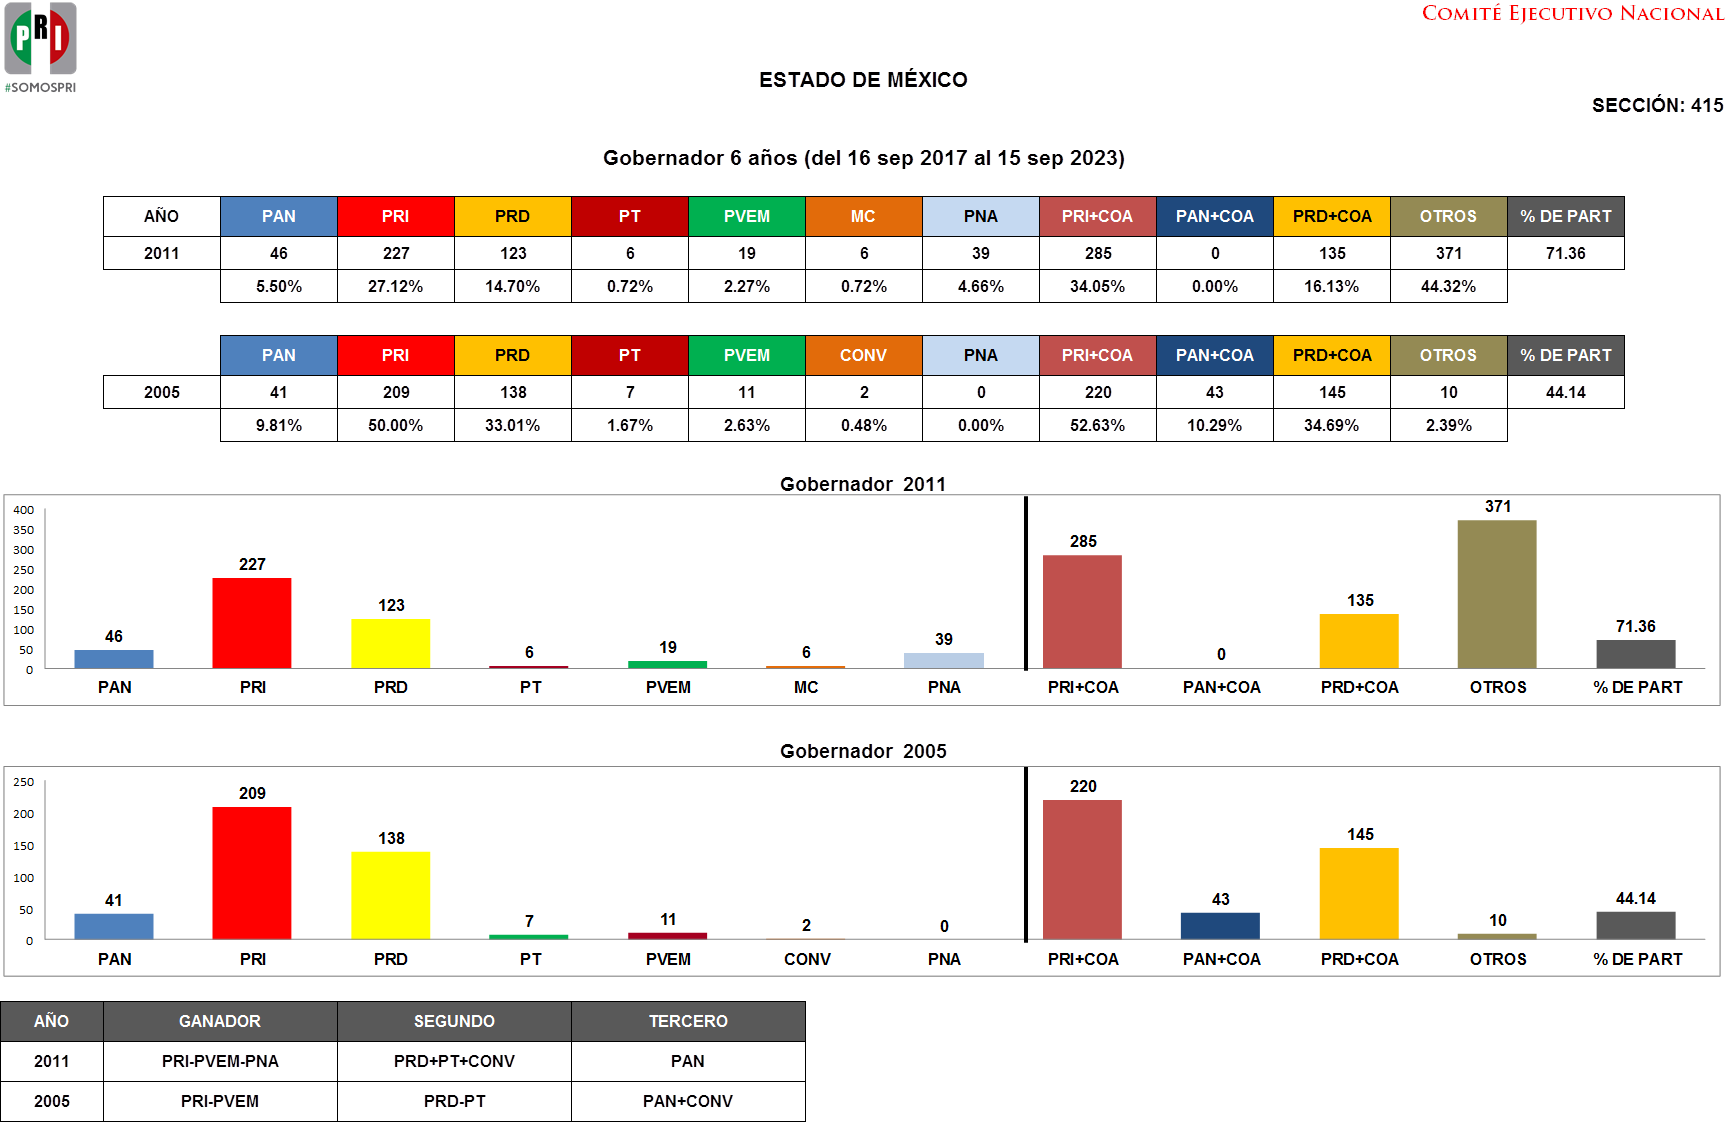 PRI
#SOMOSPRI
COMITÉ EJECUTIVO NACIONAL
ESTADO DE MÉXICO
SECCIÓN: 415
Gobernador 6 años (del 16 sep 2017 al 15 sep 2023)
AÑO PAN PRI PRD PT PVEM MC PNA PRI+COA PAN+COA PRD+COA OTROS % DE PART
2011 46 227 123 6 19 6 39 285 0 135 371 71.36
5.50% 27.12% 14.70% 0.72% 2.27% 0.72% 4.66% 34.05% 0.00% 16.13% 44.32%
PAN PRI PRD PT PVEM CONV PNA PRI+COA PAN+COA PRD+COA OTROS % DE PART
2005 41 209 138 7 11 2 0 220 43 145 10 44.14
9.81% 50.00% 33.01% 1.67% 2.63% 0.48% 0.00% 52.63% 10.29% 34.69% 2.39%
Gobernador 2011
400
350
300
250
200
150
100
50
0
46 227 123 6 19 6 39 285 0 135 371 71.36
PAN PRI PRD PT PVEM MC PNA PRI+COA PAN+COA PRD+COA OTROS % DE PART
Gobernador 2005
250
200
150
100
50
0
41 209 138 7 11 2 0 220 43 145 10 44.14
PAN PRI PRD PT PVEM CONV PNA PRI+COA PAN+COA PRD+COA OTROS % DE PART
AÑO GANADOR SEGUNDO TERCERO
2011 PRI-PVEM-PNA PRD+PT+CONV PAN
2005 PRI-PVEM PRD-PT PAN+CONV